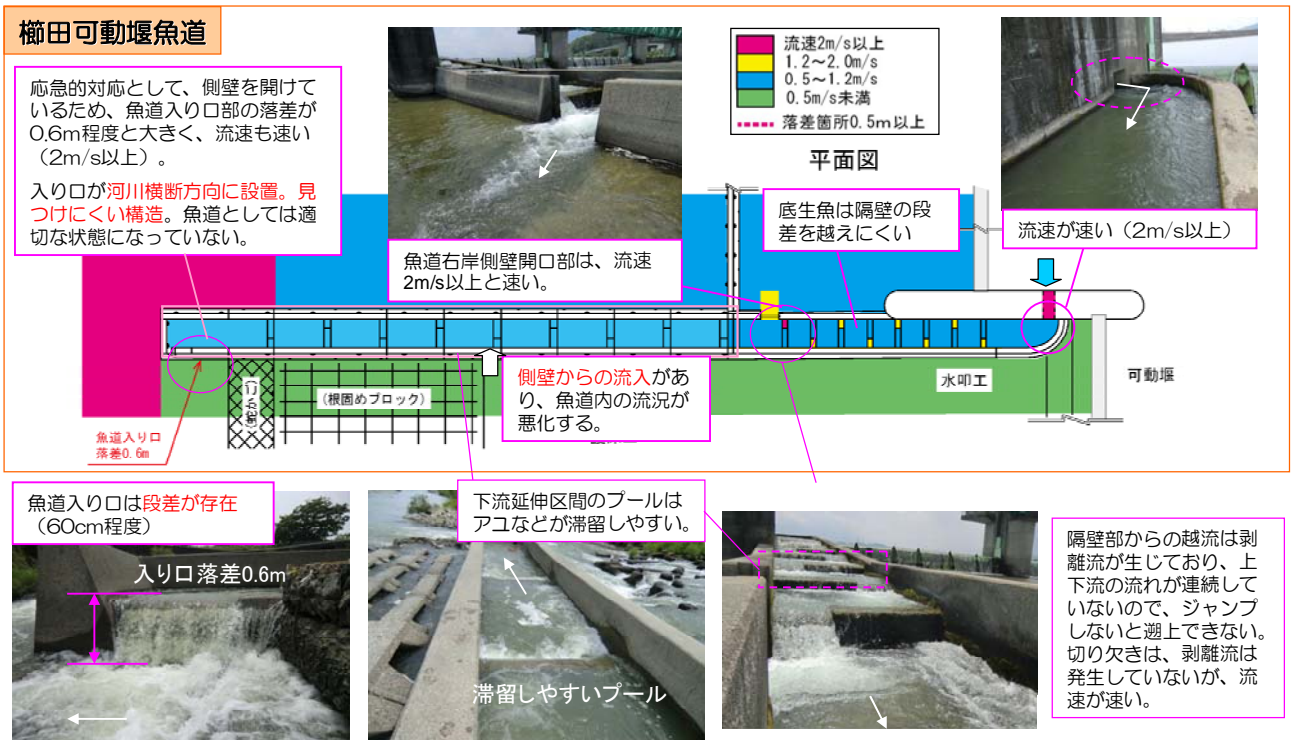 櫛田可動堰魚道
応急的対応として、側壁を開けて
いるため、魚道入り口部の落差が
0.6m程度と大きく、流速も速い
（2m/s以上）。
入り口が河川横断方向に設置。見
つけにくい構造。魚道としては適
切な状態になっていない。
流速2m/s以上
1.2～2.0m/s
0.5～1.2m/s
0.5m/s未満
落差箇所0.5m以上
平面図
魚道右岸側壁開口部は、流速
2m/s以上と速い。
底生魚は隔壁の段
差を越えにくい
流速が速い（2m/s以上）
側壁からの流入があ
り、魚道内の流況が
悪化する。
(根固めブロック)
水叩工
可動堰
魚道入り口
落差0.6m
魚道入り口は段差が存在
（60cm程度）
入り口落差0.6m
下流延伸区間のプールは
アユなどが滞留しやすい。
滞留しやすいプール
隔壁部からの越流は剥
離流が生じており、上
下流の流れが連続して
いないので、ジャンプ
しないと遡上できない。
切り欠きは、剥離流は
発生していないが、流
速が速い。